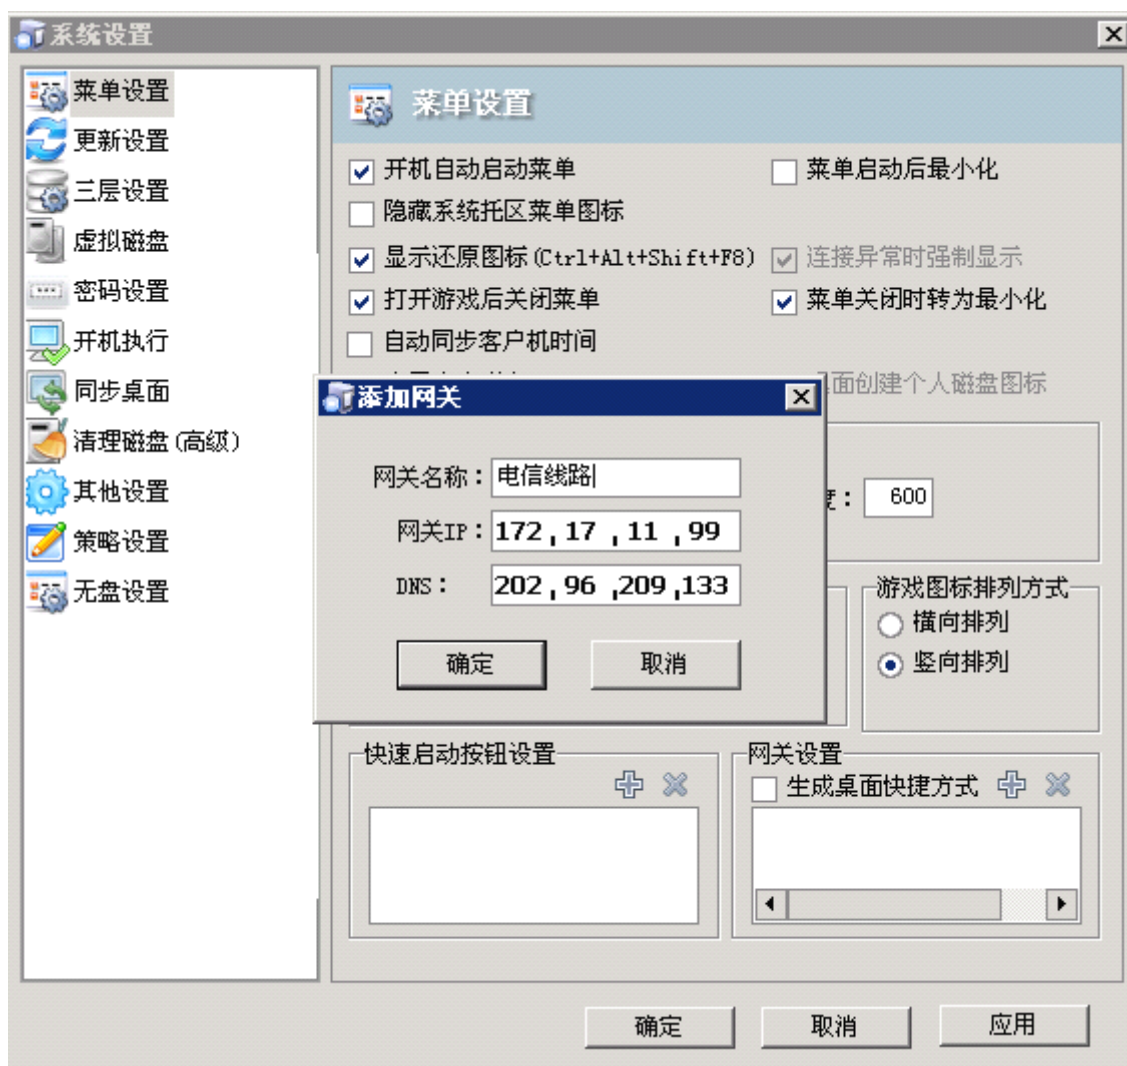 系统设置
菜单设置
更新设置
三层设置
虚拟磁盘
密码设置
开机执行
同步桌面
清理磁盘(高级)
其他设置
策略设置
无盘设置
菜单设置
开机自动启动菜单
菜单启动后最小化
隐藏系统托区菜单图标
显示还原图标(Ctrl+Alt+Shift+F8)
连接异常时强制显示
打开游戏后关闭菜单
菜单关闭时转为最小化
自动同步客户机时间
面创建个人磁盘图标
添加网关
网关名称：电信线路
网关IP：172，17，11，99
DNS：202，96，209，133
确定
取消
度：600
游戏图标排列方式
横向排列
竖向排列
快速启动按钮设置
网关设置
生成桌面快捷方式
确定
取消
应用